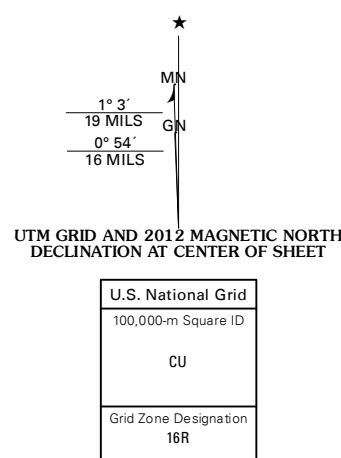 ★
MN
1° 3´
19 MILS
GN
0° 54´
16 MILS
UTM GRID AND 2012 MAGNETIC NORTH
DECLINATION AT CENTER OF SHEET
U.S. National Grid
100,000-m Square ID
CU
Grid Zone Designation
16R